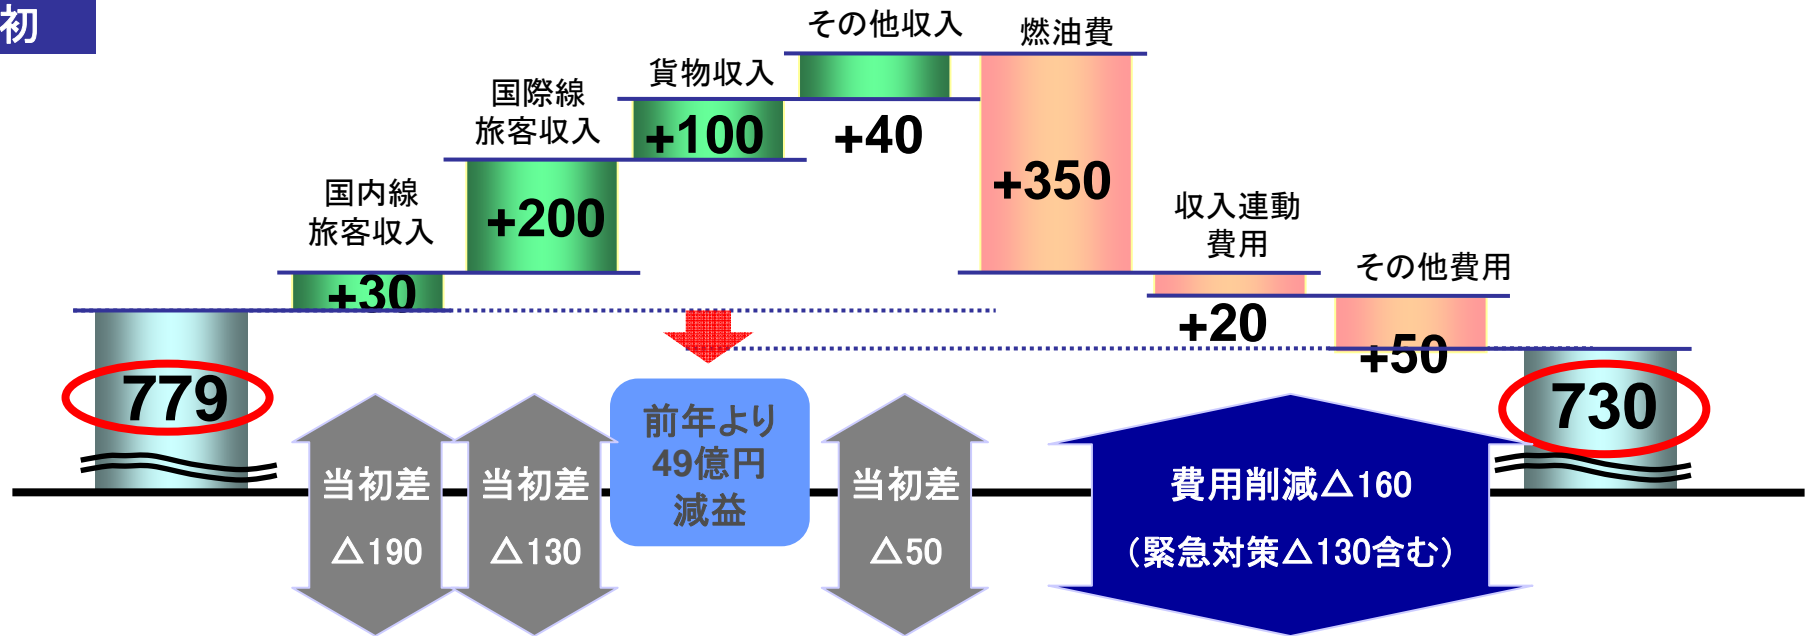 初
その他収入
燃油費
貨物収入
国際線
旅客収入
+100
+40
+350
国内線
旅客収入
+200
収入連動
費用
その他費用
+30
+20
+50
779
730
前年より
49億円
減益
当初差
△190
当初差
△130
当初差
△50
費用削減△160
（緊急対策△130含む）